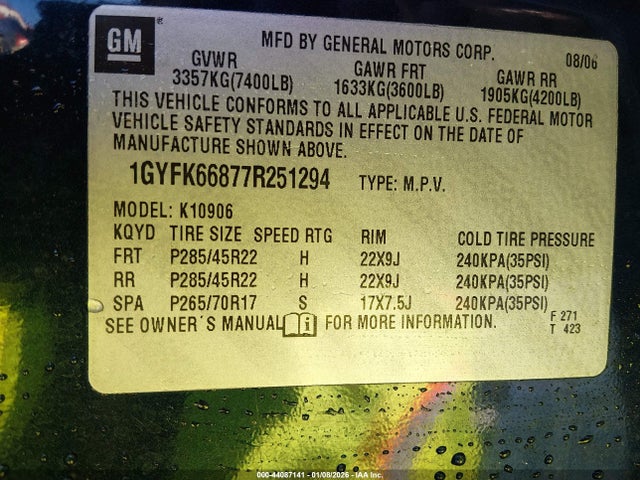 GM
®
MFD BY GENERAL MOTORS CORP. 08/06
GVWR GAWR FRT GAWR RR
3357KG(7400LB) 1633KG(3600LB) 1905KG(4200LB)
THIS VEHICLE CONFORMS TO ALL APPLICABLE U.S. FEDERAL MOTOR
VEHICLE SAFETY STANDARDS IN EFFECT ON THE DATE OF
MANUFACTURE SHOWN ABOVE.
1GYFK66877R251294 TYPE: M.P.V.
MODEL: K10906
KQYD TIRE SIZE SPEED RTG RIM COLD TIRE PRESSURE
FRT P285/45R22 H 22X9J 240KPA(35PSI)
RR P285/45R22 H 22X9J 240KPA(35PSI)
SPA P265/70R17 S 17X7.5J 240KPA(35PSI)
SEE OWNER'S MANUAL i FOR MORE INFORMATION. F 271
T 423
000-44087141 - 01/08/2026 - IAA Inc.